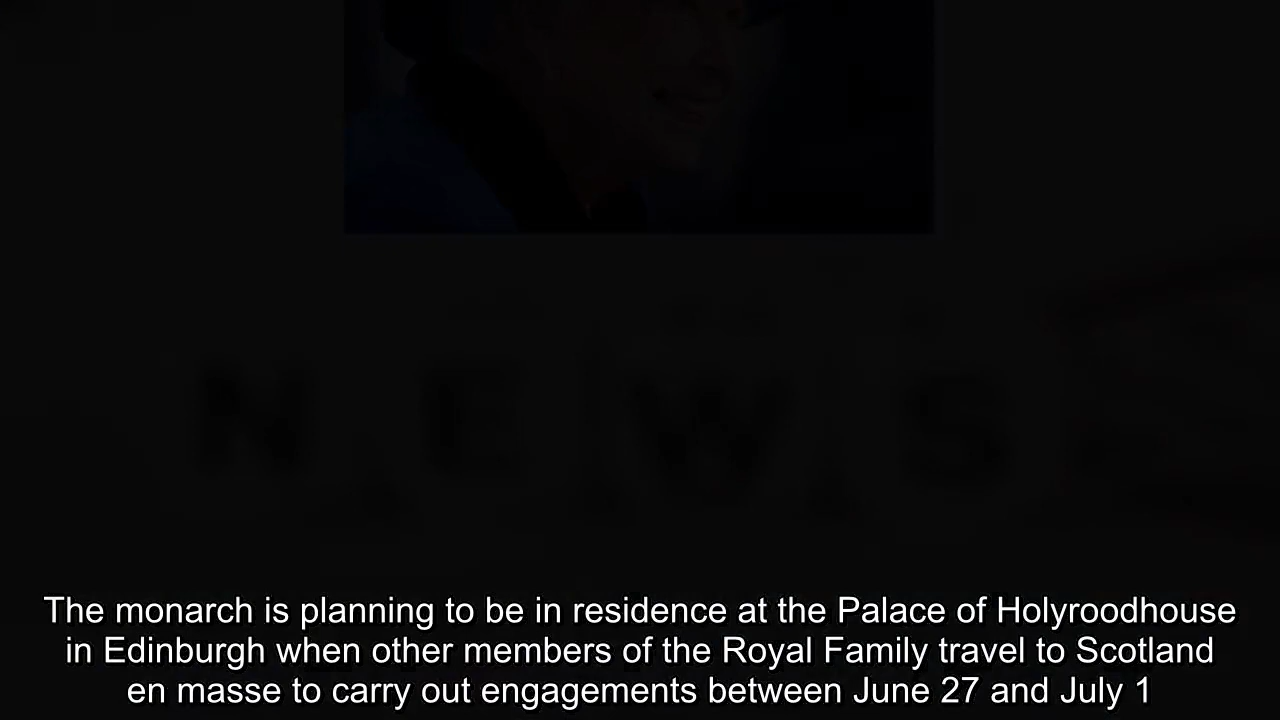 N E W S
The monarch is planning to be in residence at the Palace of Holyroodhouse
in Edinburgh when other members of the Royal Family travel to Scotland
en masse to carry out engagements between June 27 and July 1